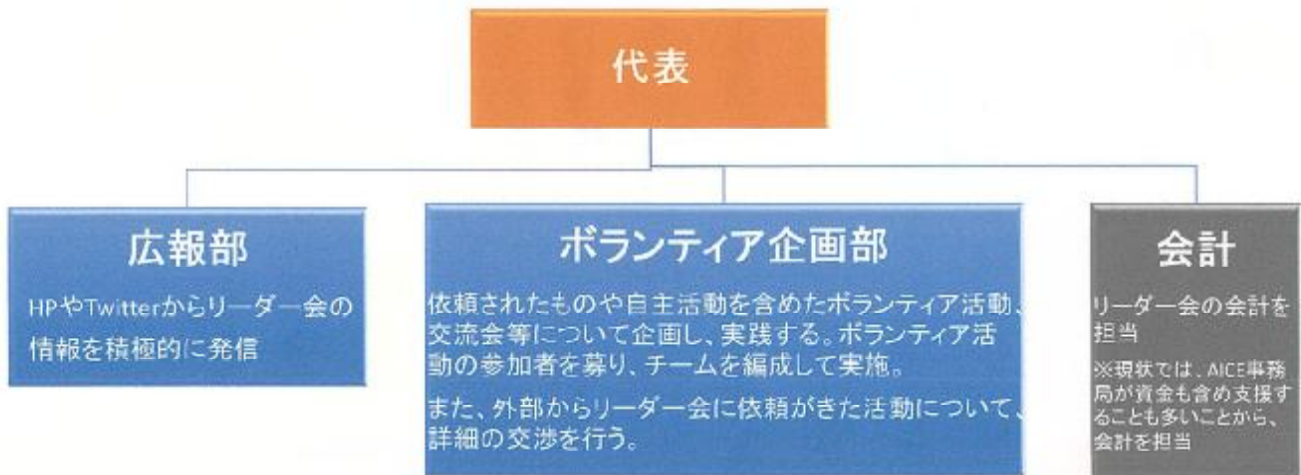 代表
広報部
HPやTwitterからリーダー会の
情報を積極的に発信
ボランティア企画部
依頼されたものや自主活動を含めたボランティア活動、
交流会等について企画し、実践する。ボランティア活
動の参加者を募り、チームを編成して実施。
また、外部からリーダー会に依頼がきた活動について、
詳細の交渉を行う。
会計
リーダー会の会計を
担当
※現状では、AICE事務
局が資金も含め支援す
ることも多いことから、
会計を担当